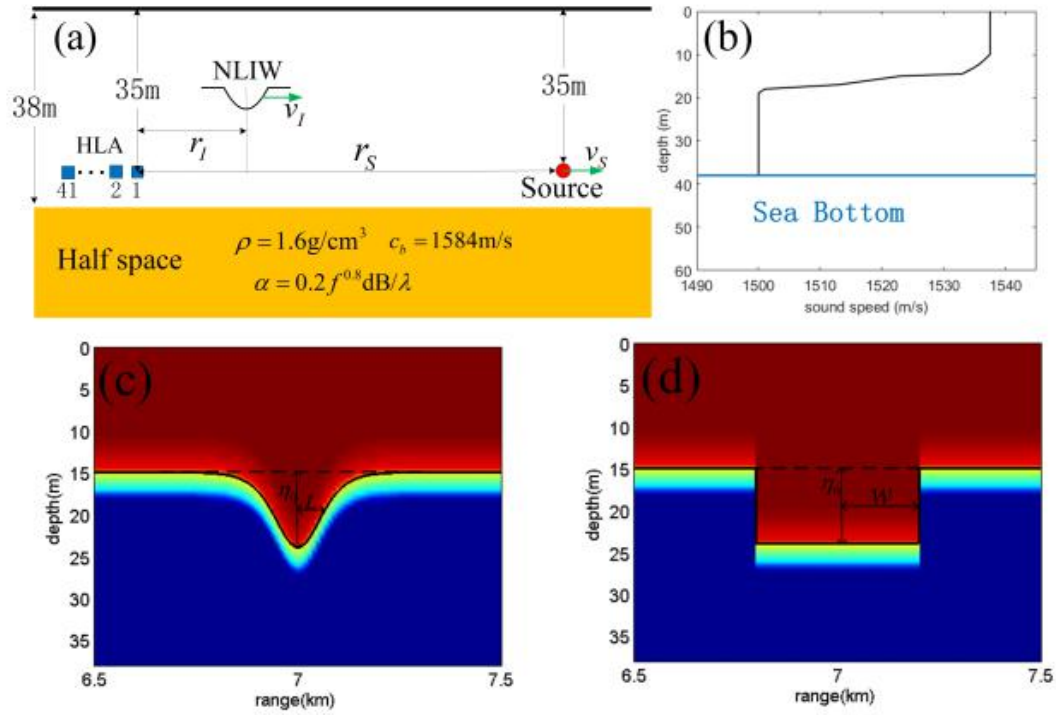 (a)
35m
38m
NLIW
v_I
35m
HLA
r_I
r_S
v_S
41 2 1
Source
Half space
ρ = 1.6g/cm³ c_b = 1584m/s
α = 0.2 f^0.8 dB/λ
(b)
0
10
20
30
40
50
60
depth (m)
Sea Bottom
1490 1500 1510 1520 1530 1540
sound speed (m/s)
(c)
0
5
10
15
20
25
30
35
depth(m)
η₀
L
6.5 7 7.5
range(km)
(d)
0
5
10
15
20
25
30
35
depth(m)
η₀
W
6.5 7 7.5
range(km)